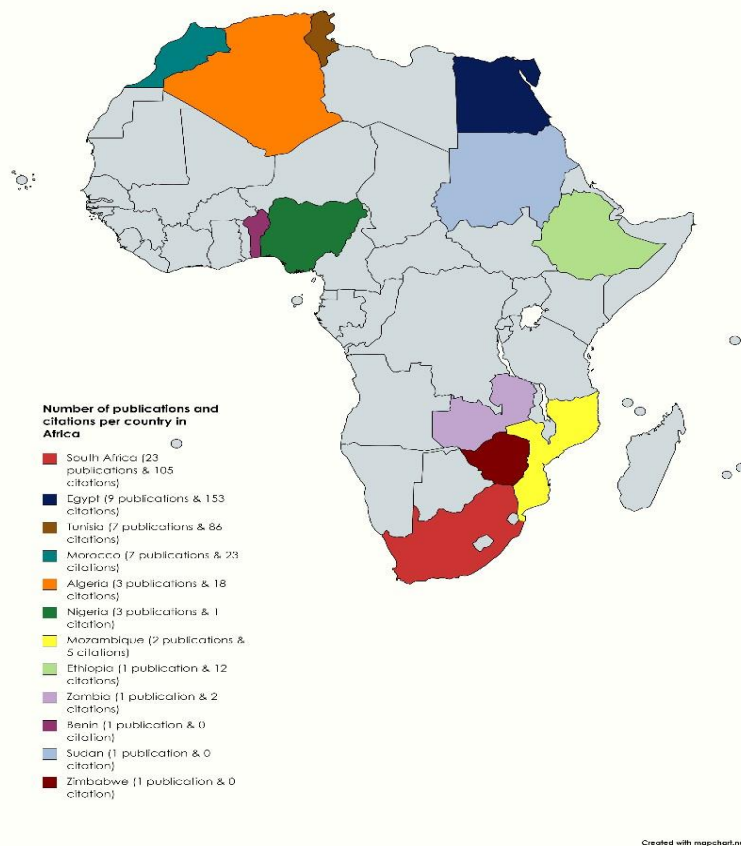 Number of publications and
citations per country in
Africa
South Africa (23
publications & 105
citations)
Egypt (9 publications & 153
citations)
Tunisia (7 publications & 86
citations)
Morocco (7 publications & 23
citations)
Algeria (3 publications & 18
citations)
Nigeria (3 publications & 1
citation)
Mozambique (2 publications &
5 citations)
Ethiopia (1 publication & 12
citations)
Zambia (1 publication & 2
citations)
Benin (1 publication & 0
citation)
Sudan (1 publication & 0
citation)
Zimbabwe (1 publication & 0
citation)
Created with mapchart.ne